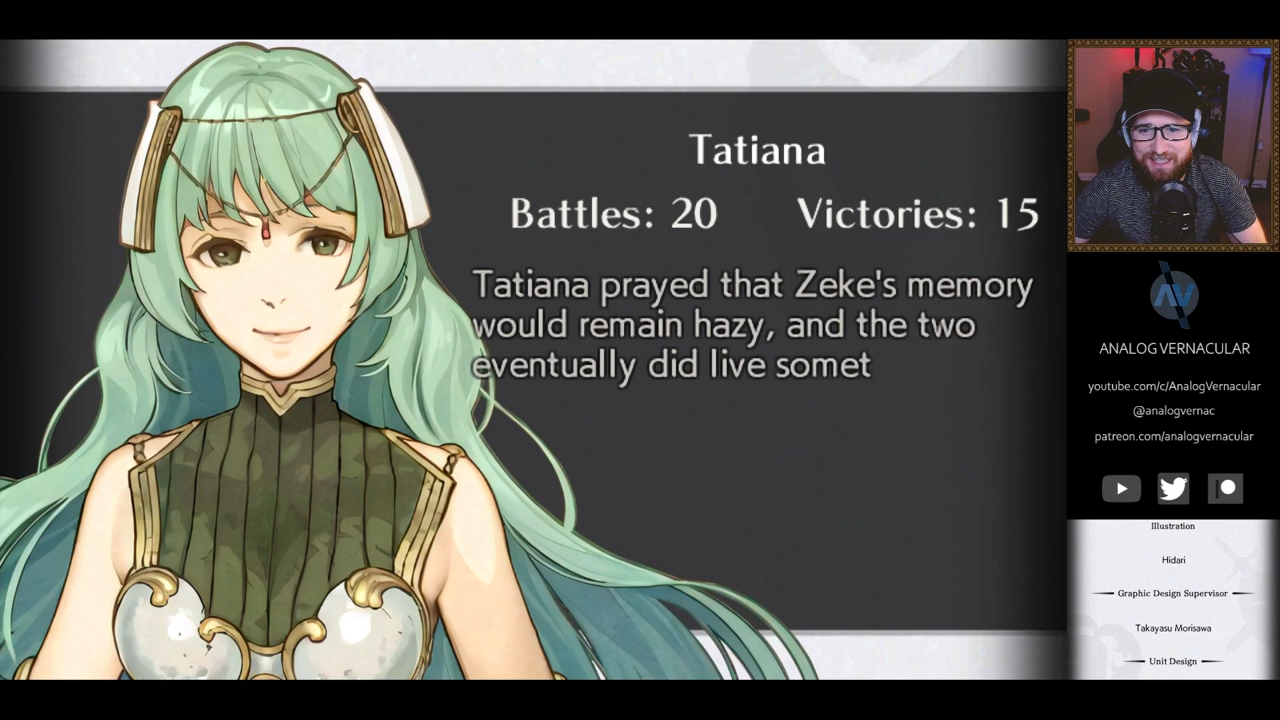 Tatiana
Battles: 20 Victories: 15
Tatiana prayed that Zeke's memory
would remain hazy, and the two
eventually did live somet
AV
ANALOG VERNACULAR
youtube.com/c/AnalogVernacular
@analogvernac
patreon.com/analogvernacular
Illustration
Hidari
Graphic Design Supervisor
Takayasu Morisawa
Unit Design